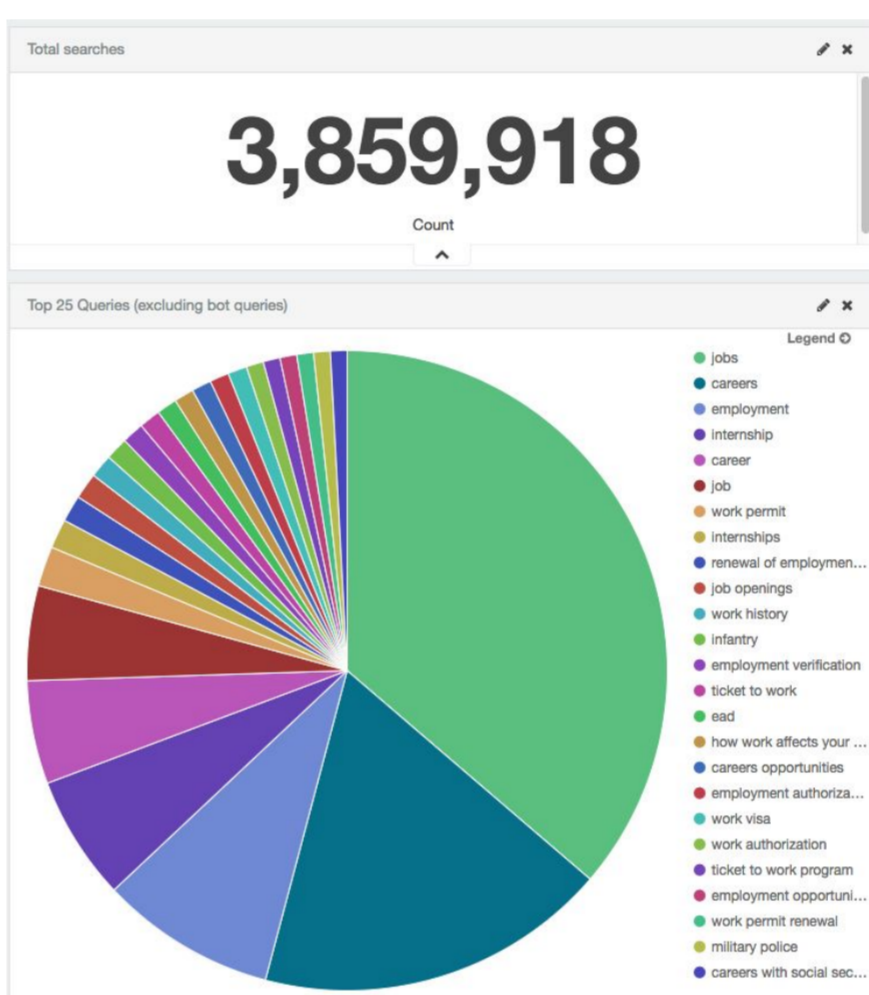 Total searches
3,859,918
Count
Top 25 Queries (excluding bot queries)
Legend
jobs
careers
employment
internship
career
job
work permit
internships
renewal of employmen...
job openings
work history
infantry
employment verification
ticket to work
ead
how work affects your ...
careers opportunities
employment authoriza...
work visa
work authorization
ticket to work program
employment opportuni...
work permit renewal
military police
careers with social sec...